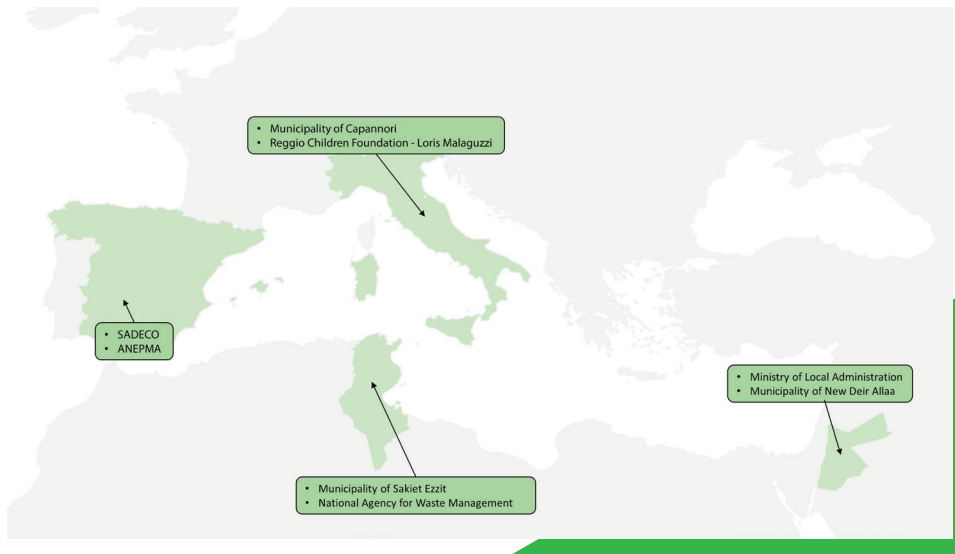 • Municipality of Capannori
• Reggio Children Foundation - Loris Malaguzzi
• SADECO
• ANEPMA
• Ministry of Local Administration
• Municipality of New Deir Allaa
• Municipality of Sakiet Ezzit
• National Agency for Waste Management